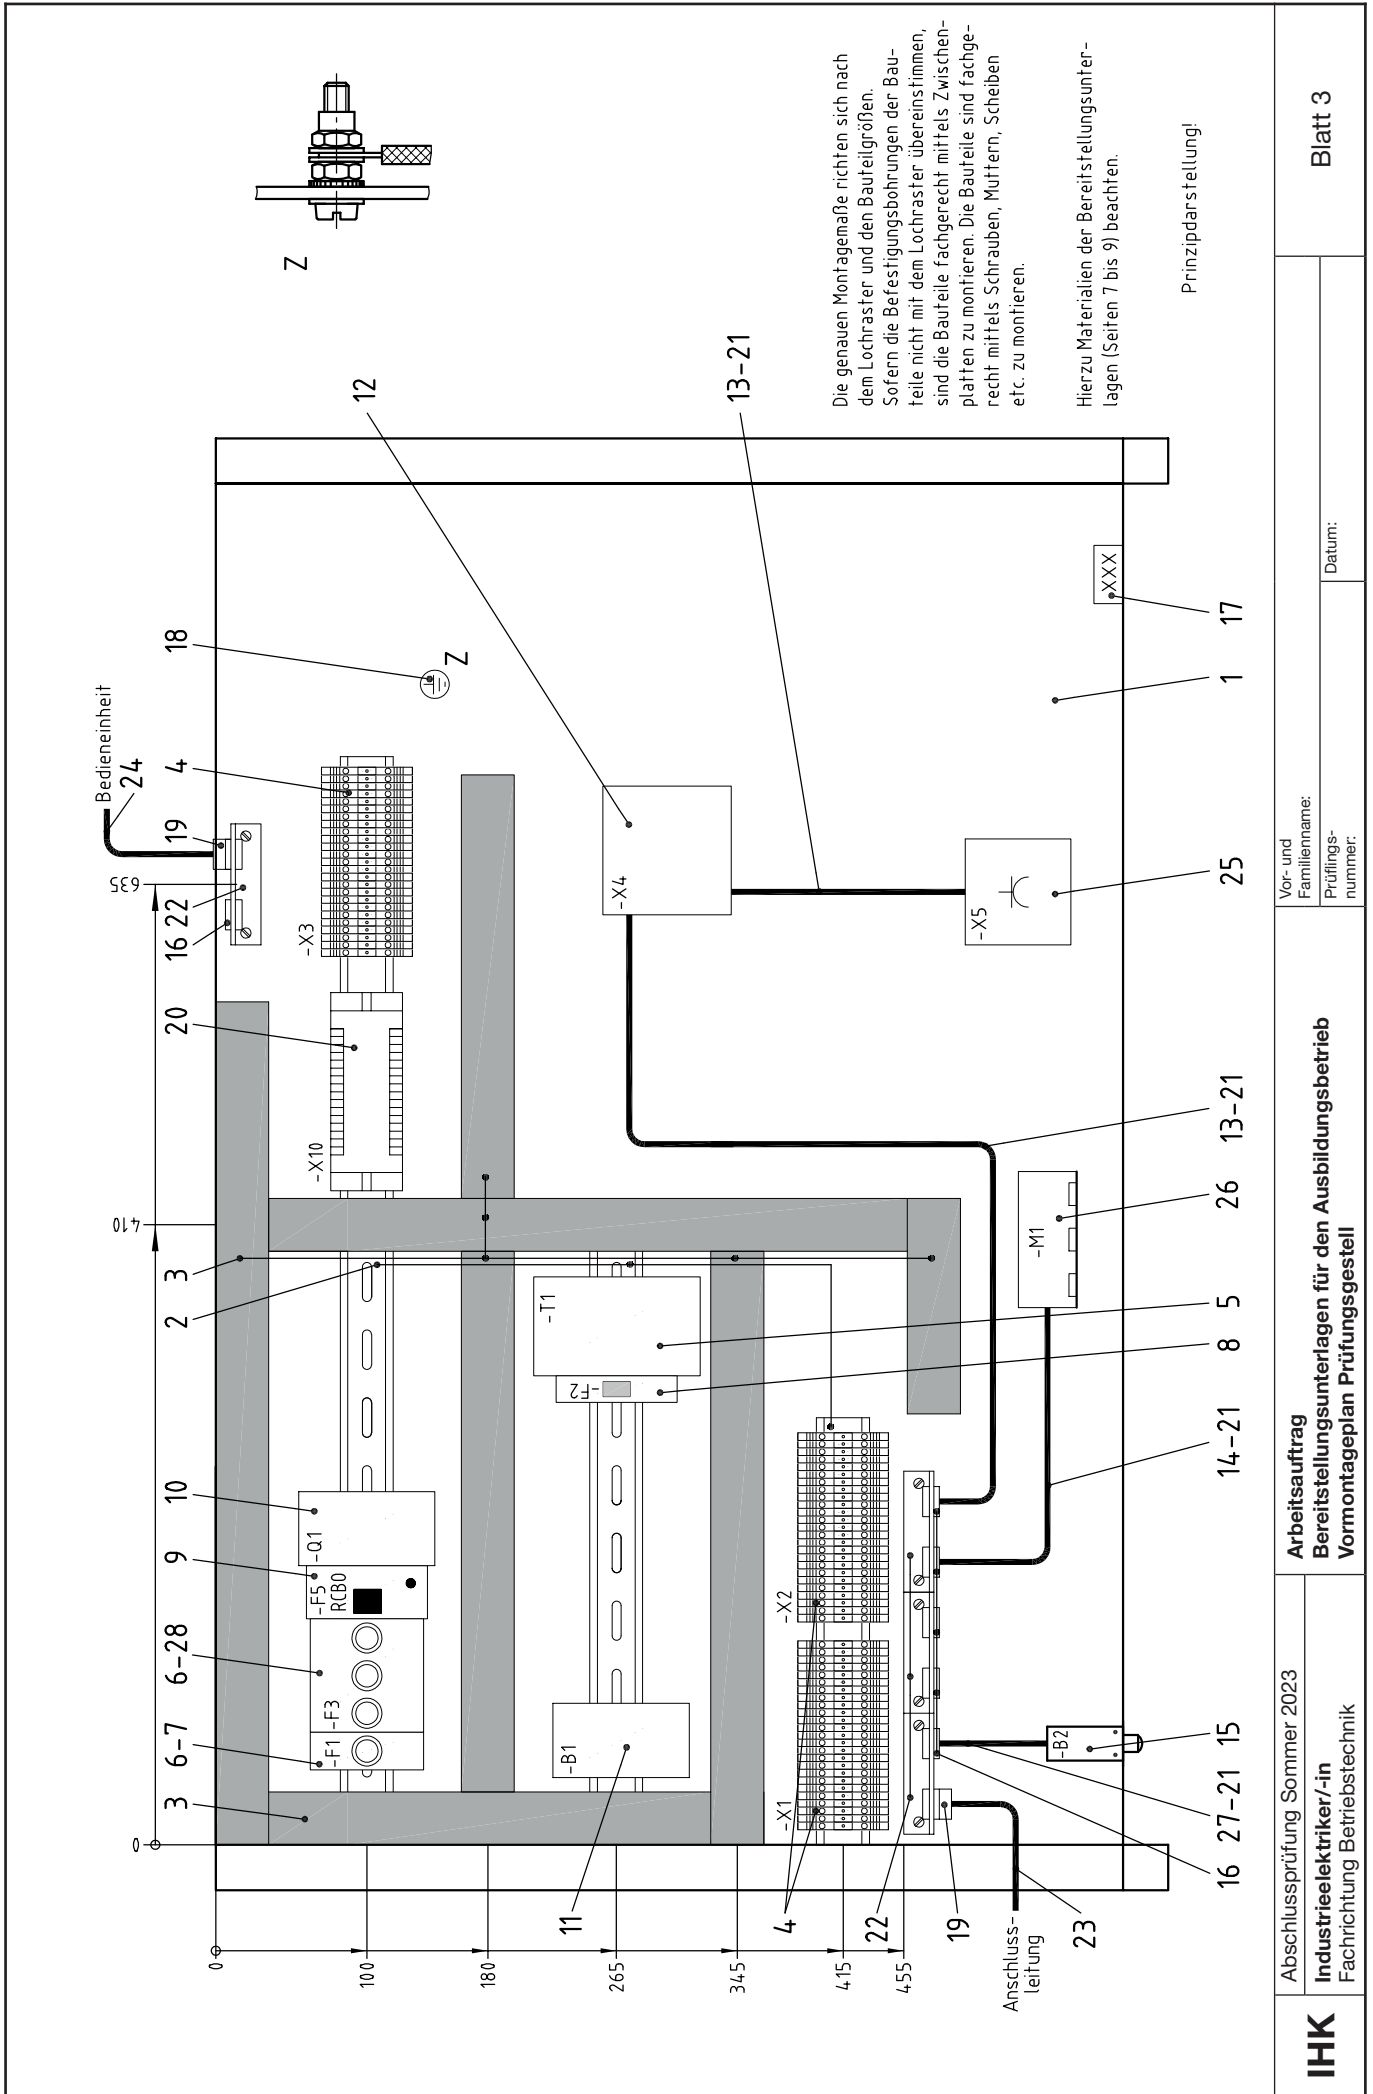 Z
Die genauen Montagemaße richten sich nach
dem Lochraster und den Bauteilgrößen.
Sofern die Befestigungsbohrungen der Bau-
teile nicht mit dem Lochraster übereinstimmen,
sind die Bauteile fachgerecht mittels Zwischen-
platten zu montieren. Die Bauteile sind fachge-
recht mittels Schrauben, Muttern, Scheiben
etc. zu montieren.
Hierzu Materialien der Bereitstellungsunter-
lagen (Seiten 7 bis 9) beachten.
Prinzipdarstellung!
Bedieneinheit
24
0
410
635
3
6-7
6-28
9
10
2
3
20
16
22
19
4
18
12
0
100
180
265
345
415
455
-F1
-F3
-F5
RCBO
-Q1
-X10
-X3
Z
-B1
-F2
-T1
-X4
13-21
-X1
-X2
-X5
-M1
-B2
XXX
11
4
22
19
Anschluss-
leitung
23
16
27-21
15
14-21
8
5
26
13-21
25
1
17
IHK
Abschlussprüfung Sommer 2023
Industrieelektriker/-in
Fachrichtung Betriebstechnik
Arbeitsauftrag
Bereitstellungsunterlagen für den Ausbildungsbetrieb
Vormontageplan Prüfungsgestell
Vor- und
Familienname:
Prüflings-
nummer:
Datum:
Blatt 3